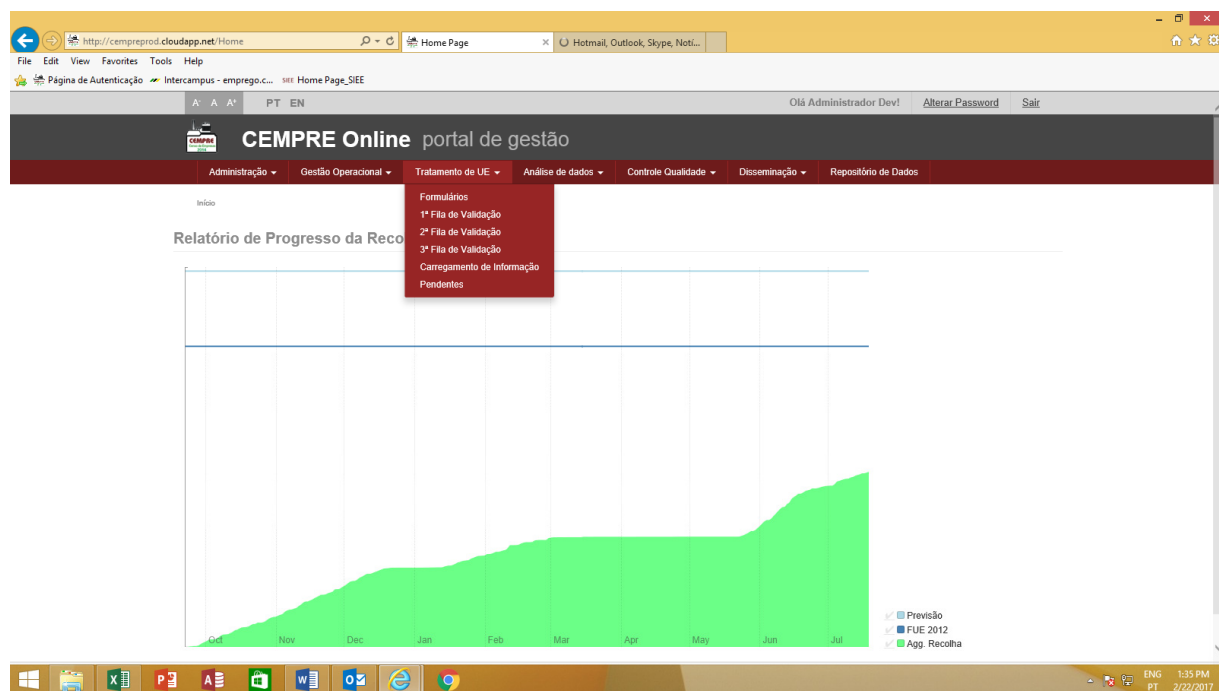 http://cempreprod.cloudapp.net/Home
Home Page
Hotmail, Outlook, Skype, Notí...
File Edit View Favorites Tools Help
Página de Autenticação Intercampus - emprego.c... SIEE Home Page_SIEE
A- A A+ PT EN Olá Administrador Dev! Alterar Password Sair
CEMPRE
CEMPRE Online portal de gestão
Administração Gestão Operacional Tratamento de UE Análise de dados Controle Qualidade Disseminação Repositório de Dados
Formulários
1ª Fila de Validação
2ª Fila de Validação
3ª Fila de Validação
Carregamento de Informação
Pendentes
Início
Relatório de Progresso da Reco
Previsão
FUE 2012
Agg. Recolha
Oct Nov Dec Jan Feb Mar Apr May Jun Jul
ENG 1:35 PM
PT 2/22/2017